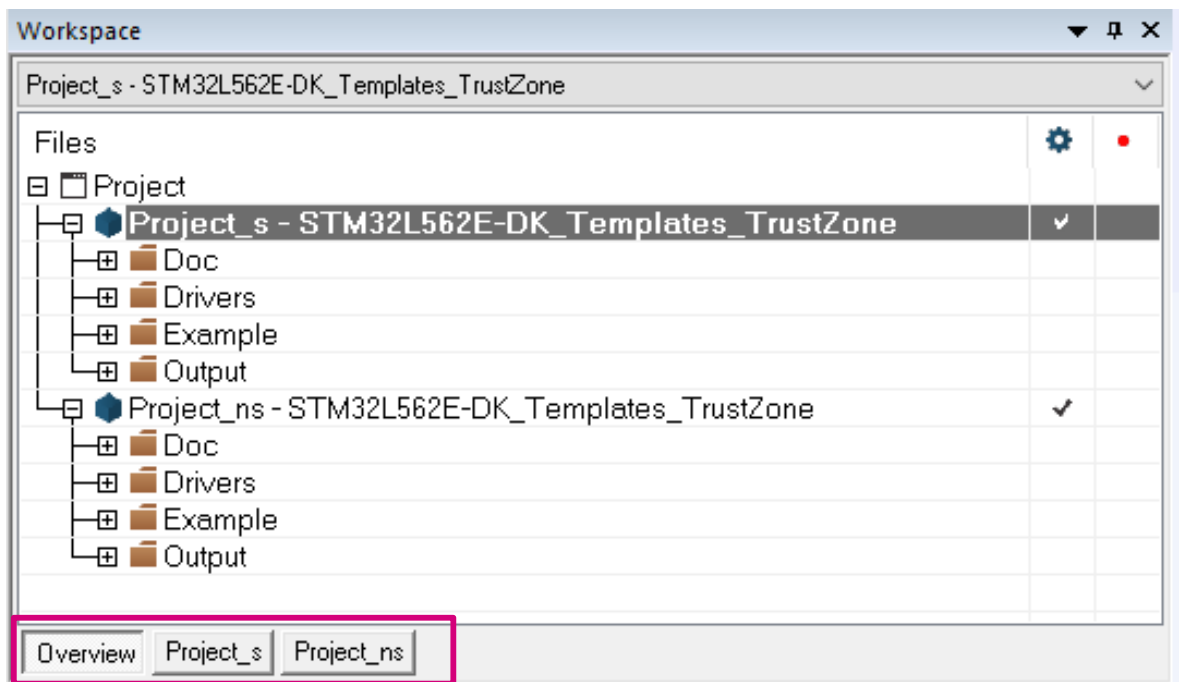 Workspace
Project_s - STM32L562E-DK_Templates_TrustZone
Files
Project
Project_s - STM32L562E-DK_Templates_TrustZone
Doc
Drivers
Example
Output
Project_ns - STM32L562E-DK_Templates_TrustZone
Doc
Drivers
Example
Output
Overview Project_s Project_ns